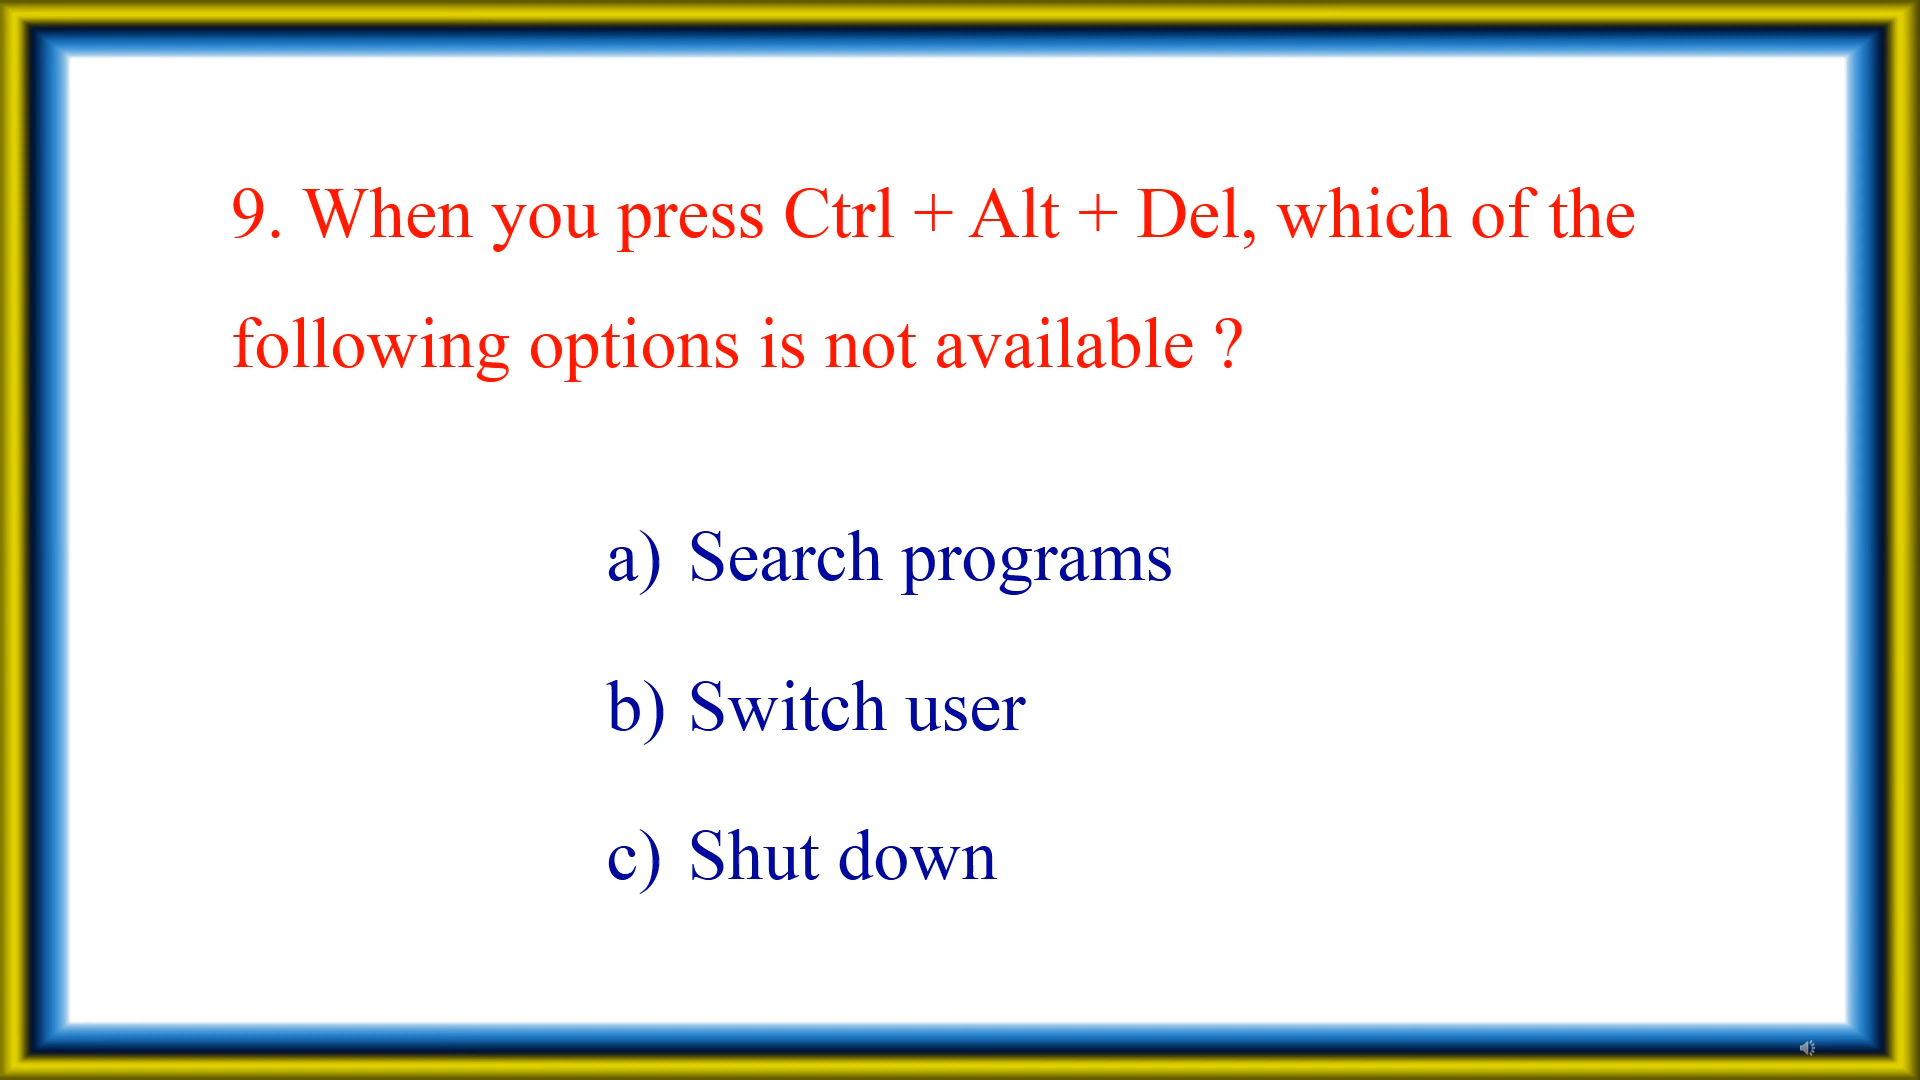 9. When you press Ctrl + Alt + Del, which of the
following options is not available ?
a) Search programs
b) Switch user
c) Shut down